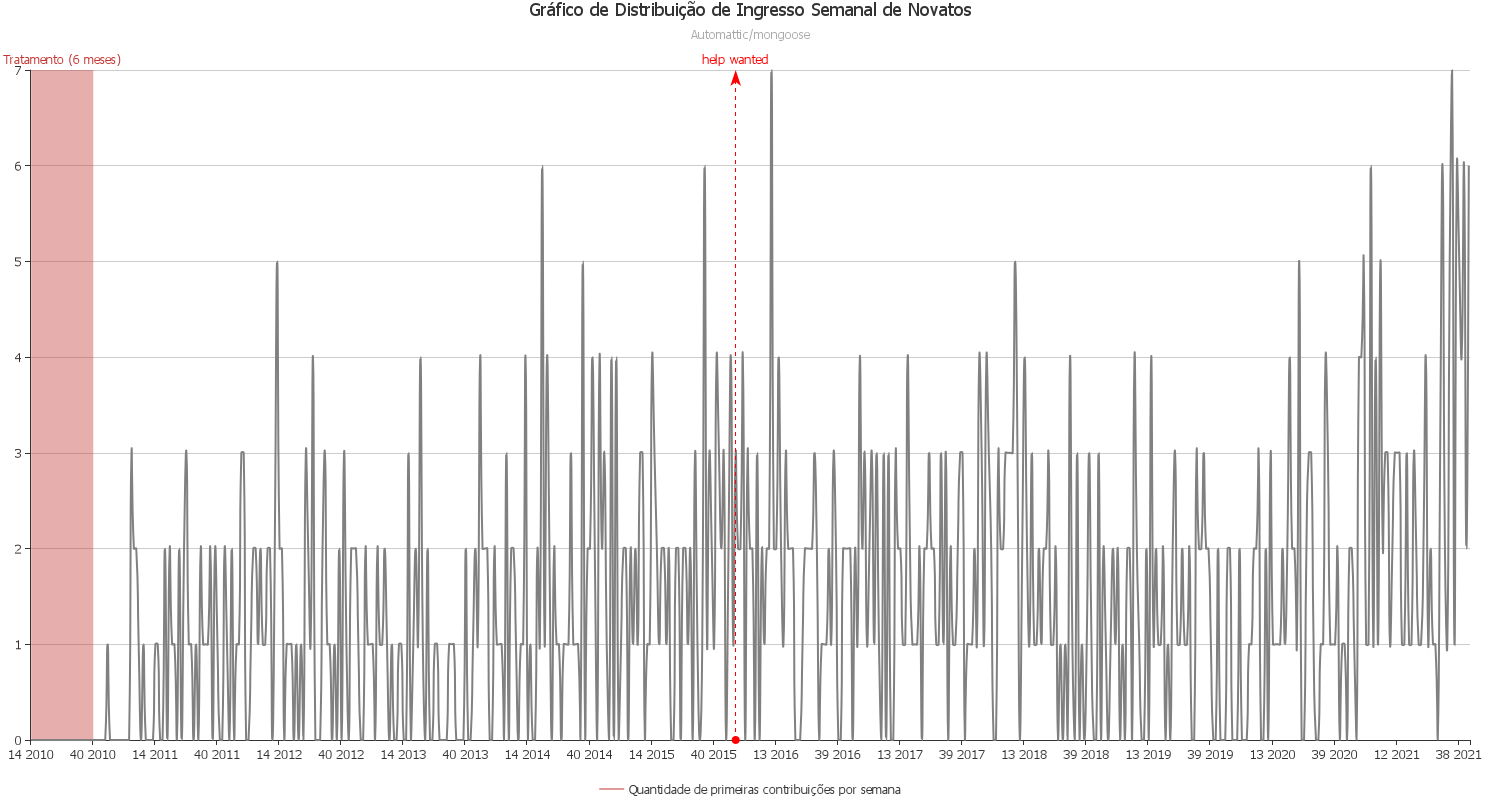 Gráfico de Distribuição de Ingresso Semanal de Novatos
Automattic/mongoose
Tratamento (6 meses)
help wanted
7
6
5
4
3
2
1
0
14 2010 40 2010 14 2011 40 2011 14 2012 40 2012 14 2013 40 2013 14 2014 40 2014 14 2015 40 2015 13 2016 39 2016 13 2017 39 2017 13 2018 39 2018 13 2019 39 2019 13 2020 39 2020 12 2021 38 2021
Quantidade de primeiras contribuições por semana